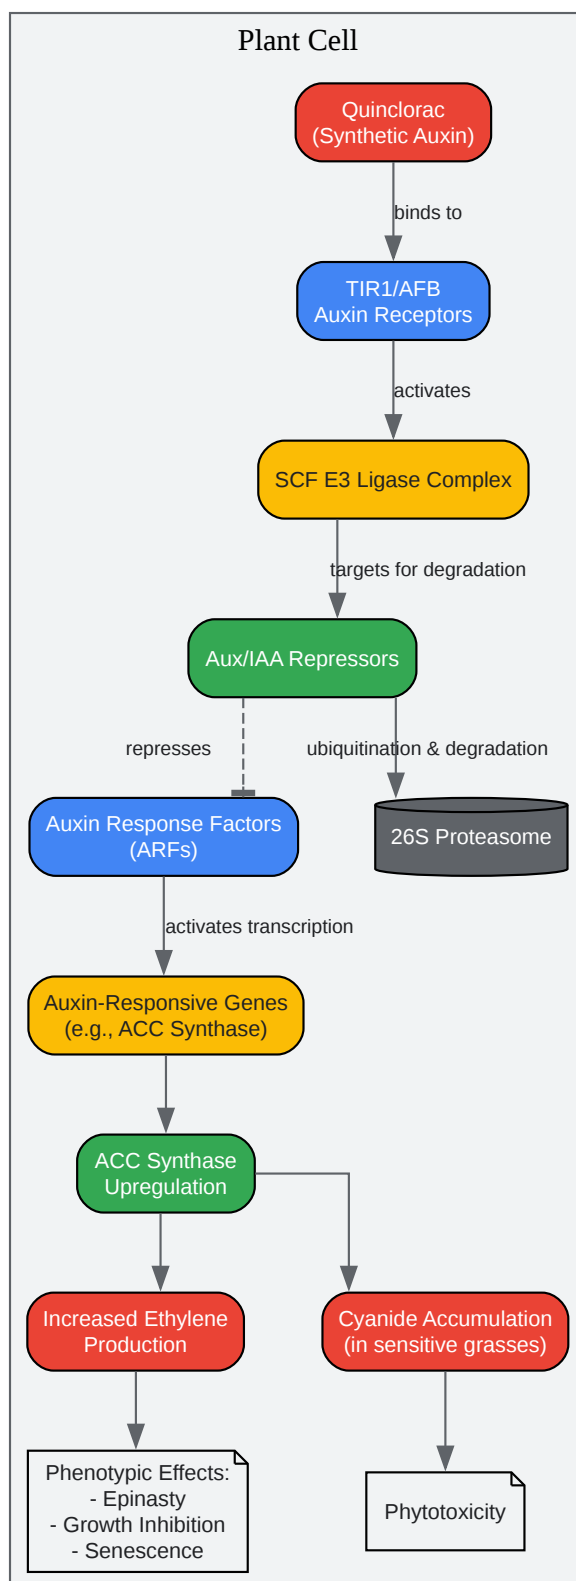 Plant Cell
Quinclorac
(Synthetic Auxin)
binds to
TIR1/AFB
Auxin Receptors
activates
SCF E3 Ligase Complex
targets for degradation
Aux/IAA Repressors
represses
ubiquitination & degradation
Auxin Response Factors
(ARFs)
26S Proteasome
activates transcription
Auxin-Responsive Genes
(e.g., ACC Synthase)
ACC Synthase
Upregulation
Increased Ethylene
Production
Cyanide Accumulation
(in sensitive grasses)
Phenotypic Effects:
- Epinasty
- Growth Inhibition
- Senescence
Phytotoxicity